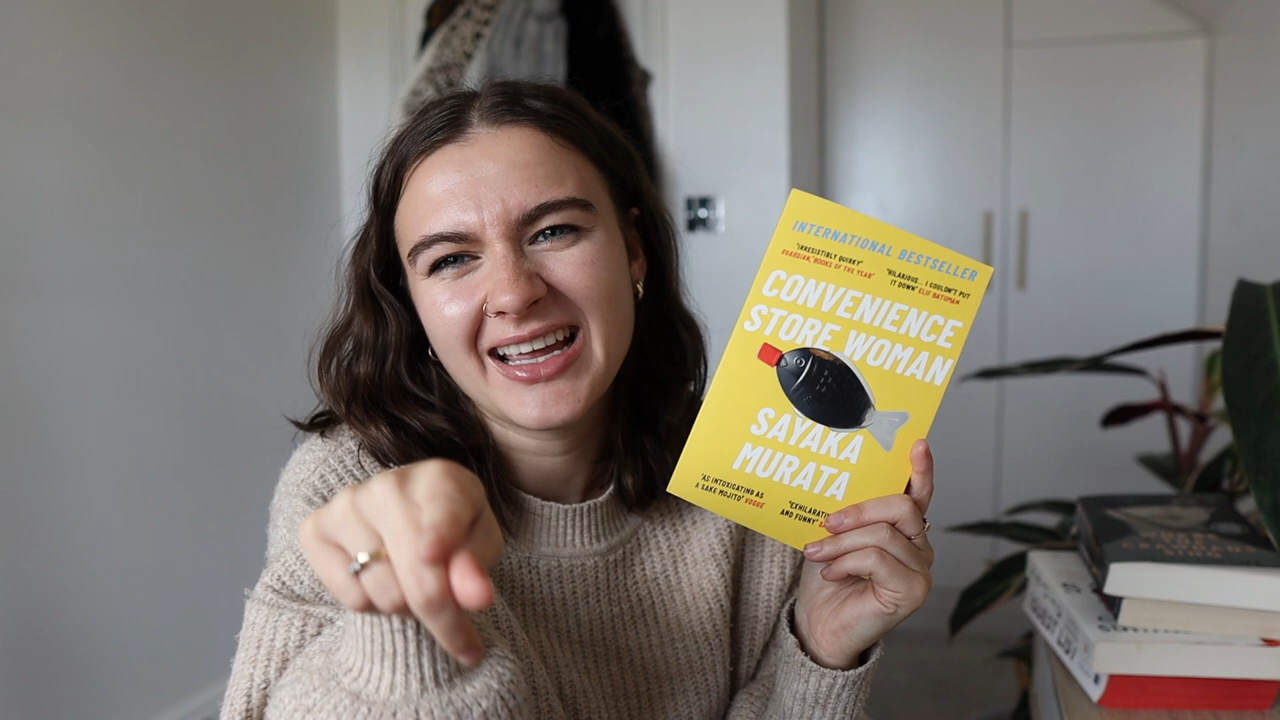 INTERNATIONAL BESTSELLER
'IRRESISTIBLY QUIRKY'
GUARDIAN, 'BOOKS OF THE YEAR'
'HILARIOUS... I COULDN'T PUT
IT DOWN' ELIF BATUMAN
CONVENIENCE
STORE WOMAN
SAYAKA
MURATA
'AS INTOXICATING AS
A SAKE MOJITO' VOGUE
AND FUNNY'